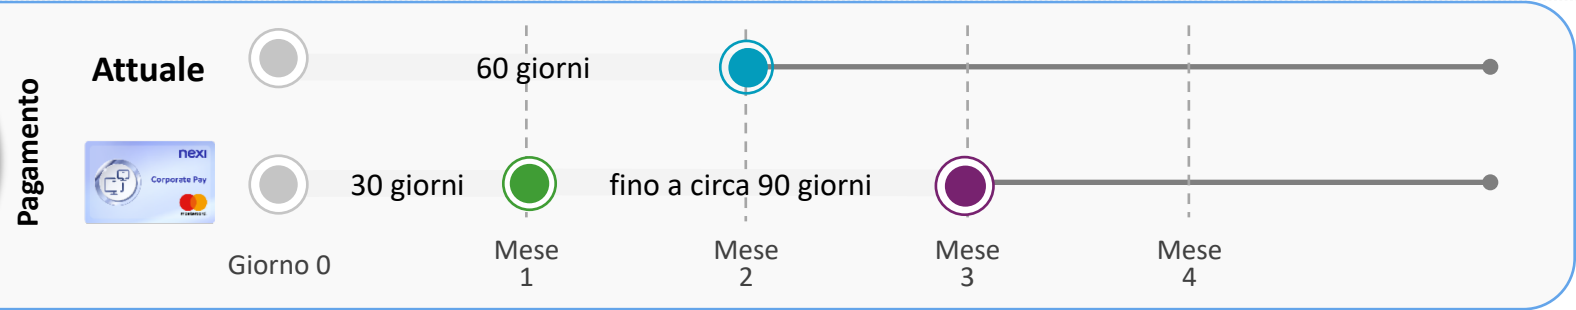 Pagamento
Attuale
60 giorni
nexi
Corporate Pay
mastercard
30 giorni
fino a circa 90 giorni
Giorno 0
Mese
1
Mese
2
Mese
3
Mese
4